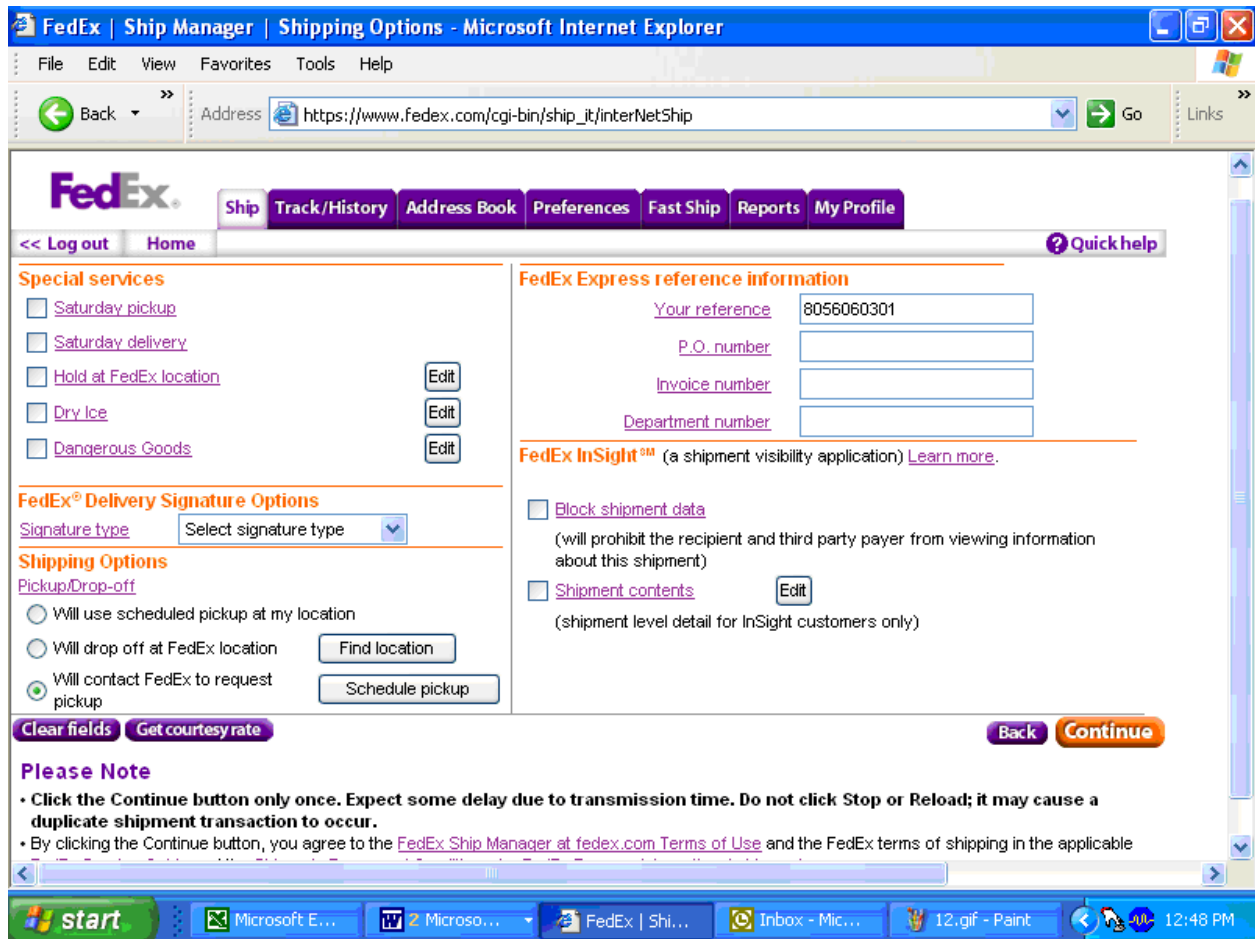 FedEx | Ship Manager | Shipping Options - Microsoft Internet Explorer
File Edit View Favorites Tools Help
Back Address https://www.fedex.com/cgi-bin/ship_it/interNetShip Go Links
FedEx® Ship Track/History Address Book Preferences Fast Ship Reports My Profile
<< Log out Home Quick help
Special services
Saturday pickup
Saturday delivery
Hold at FedEx location Edit
Dry Ice Edit
Dangerous Goods Edit
FedEx® Delivery Signature Options
Signature type Select signature type
Shipping Options
Pickup/Drop-off
Will use scheduled pickup at my location
Will drop off at FedEx location Find location
Will contact FedEx to request
pickup Schedule pickup
FedEx Express reference information
Your reference 8056060301
P.O. number
Invoice number
Department number
FedEx InSight℠ (a shipment visibility application) Learn more.
Block shipment data
(will prohibit the recipient and third party payer from viewing information
about this shipment)
Shipment contents Edit
(shipment level detail for InSight customers only)
Clear fields Get courtesy rate Back Continue
Please Note
• Click the Continue button only once. Expect some delay due to transmission time. Do not click Stop or Reload; it may cause a
duplicate shipment transaction to occur.
• By clicking the Continue button, you agree to the FedEx Ship Manager at fedex.com Terms of Use and the FedEx terms of shipping in the applicable
start Microsoft E... 2 Microso... FedEx | Shi... Inbox - Mic... 12.gif - Paint 12:48 PM